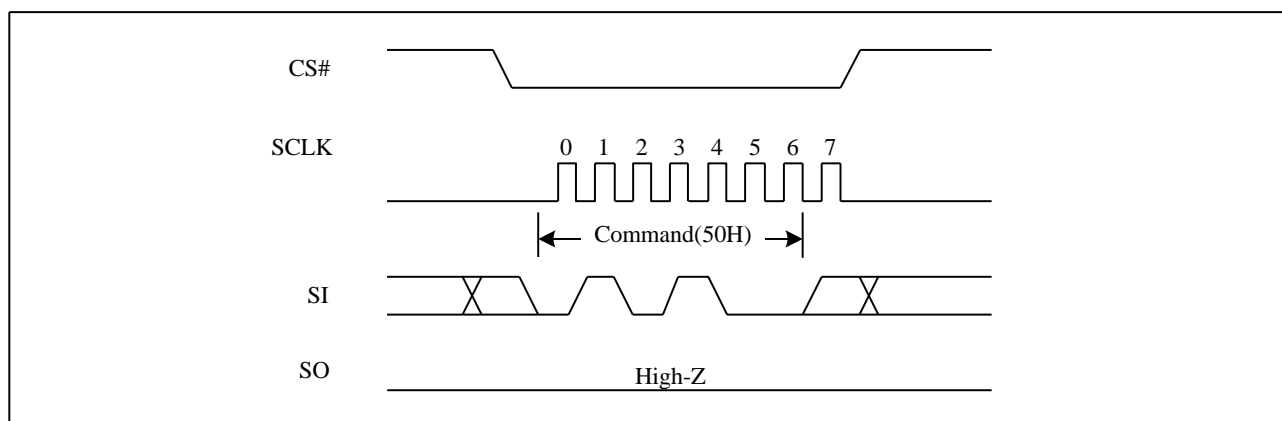 CS#
SCLK
0 1 2 3 4 5 6 7
Command(50H)
SI
SO
High-Z